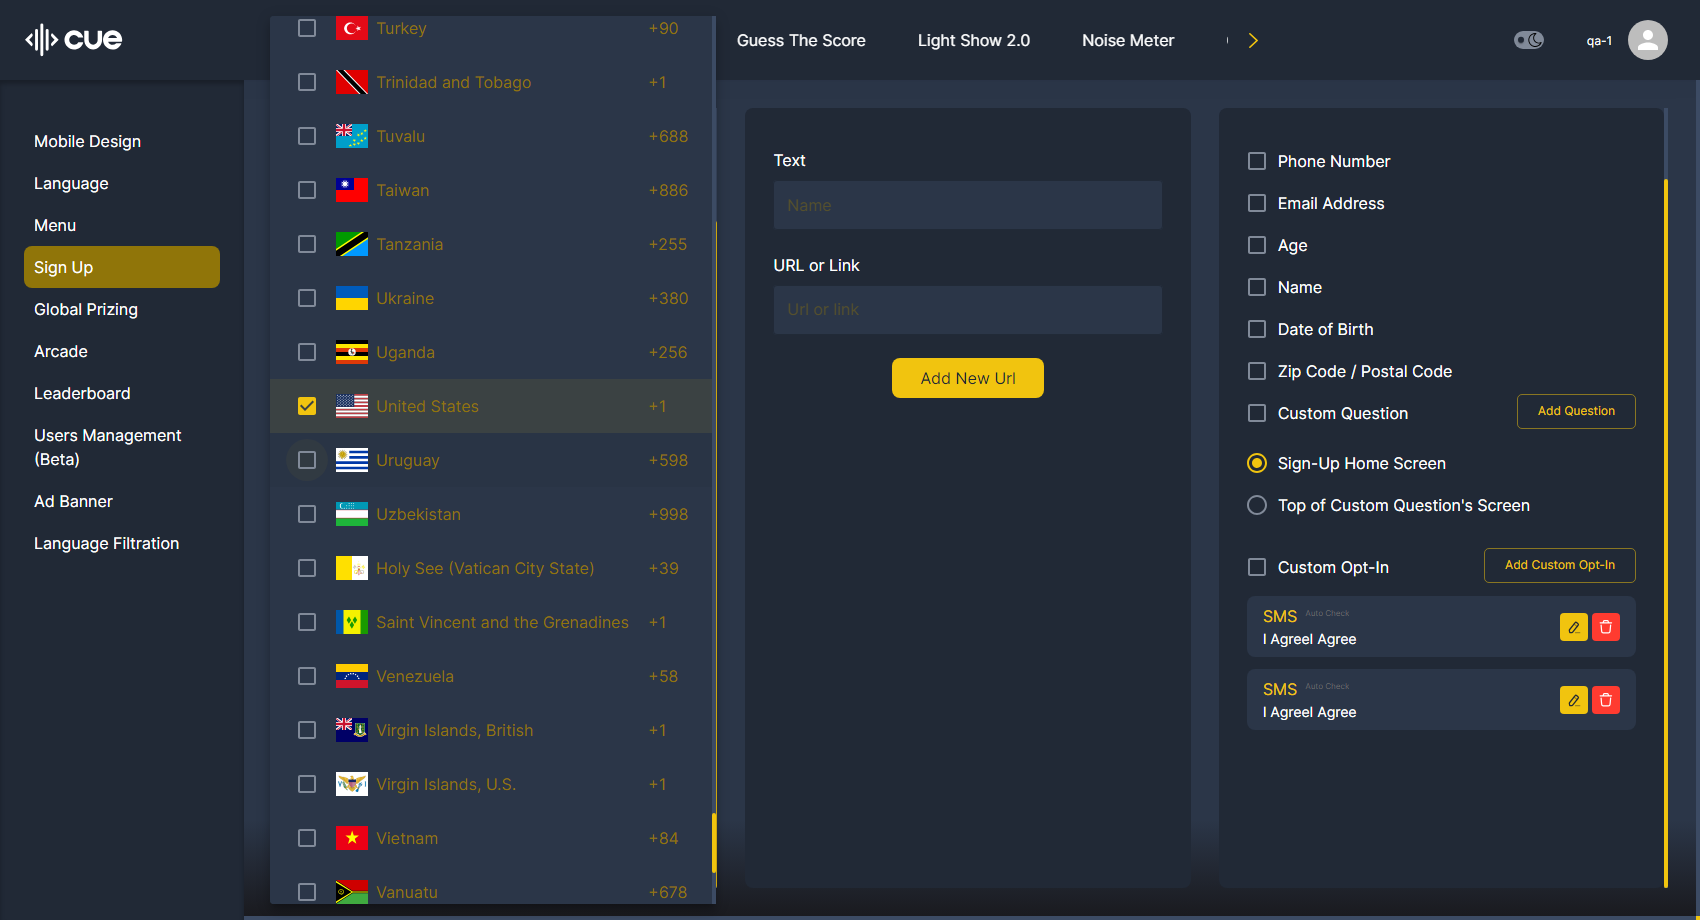 cue
Guess The Score
Light Show 2.0
Noise Meter
qa-1
Mobile Design
Language
Menu
Sign Up
Global Prizing
Arcade
Leaderboard
Users Management
(Beta)
Ad Banner
Language Filtration
Turkey +90
Trinidad and Tobago +1
Tuvalu +688
Taiwan +886
Tanzania +255
Ukraine +380
Uganda +256
United States +1
Uruguay +598
Uzbekistan +998
Holy See (Vatican City State) +39
Saint Vincent and the Grenadines +1
Venezuela +58
Virgin Islands, British +1
Virgin Islands, U.S. +1
Vietnam +84
Vanuatu +678
Text
Name
URL or Link
Url or link
Add New Url
Phone Number
Email Address
Age
Name
Date of Birth
Zip Code / Postal Code
Custom Question
Add Question
Sign-Up Home Screen
Top of Custom Question's Screen
Custom Opt-In
Add Custom Opt-In
SMS Auto Check
I AgreeI Agree
SMS Auto Check
I AgreeI Agree